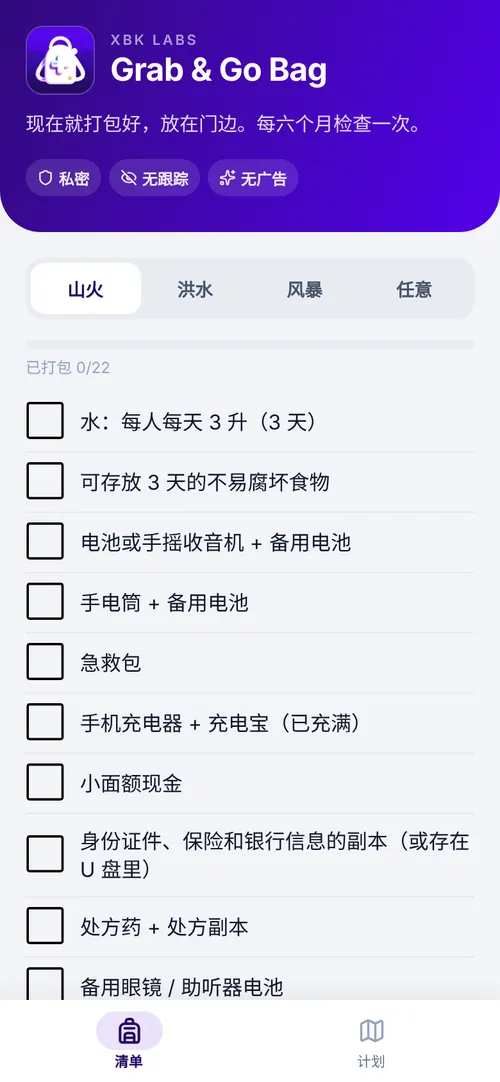 XBK LABS
Grab & Go Bag
现在就打包好，放在门边。每六个月检查一次。
私密
无跟踪
无广告
山火
洪水
风暴
任意
已打包 0/22
水：每人每天 3 升（3 天）
可存放 3 天的不易腐坏食物
电池或手摇收音机 + 备用电池
手电筒 + 备用电池
急救包
手机充电器 + 充电宝（已充满）
小面额现金
身份证件、保险和银行信息的副本（或存在
U 盘里）
处方药 + 处方副本
备用眼镜 / 助听器电池
清单
计划